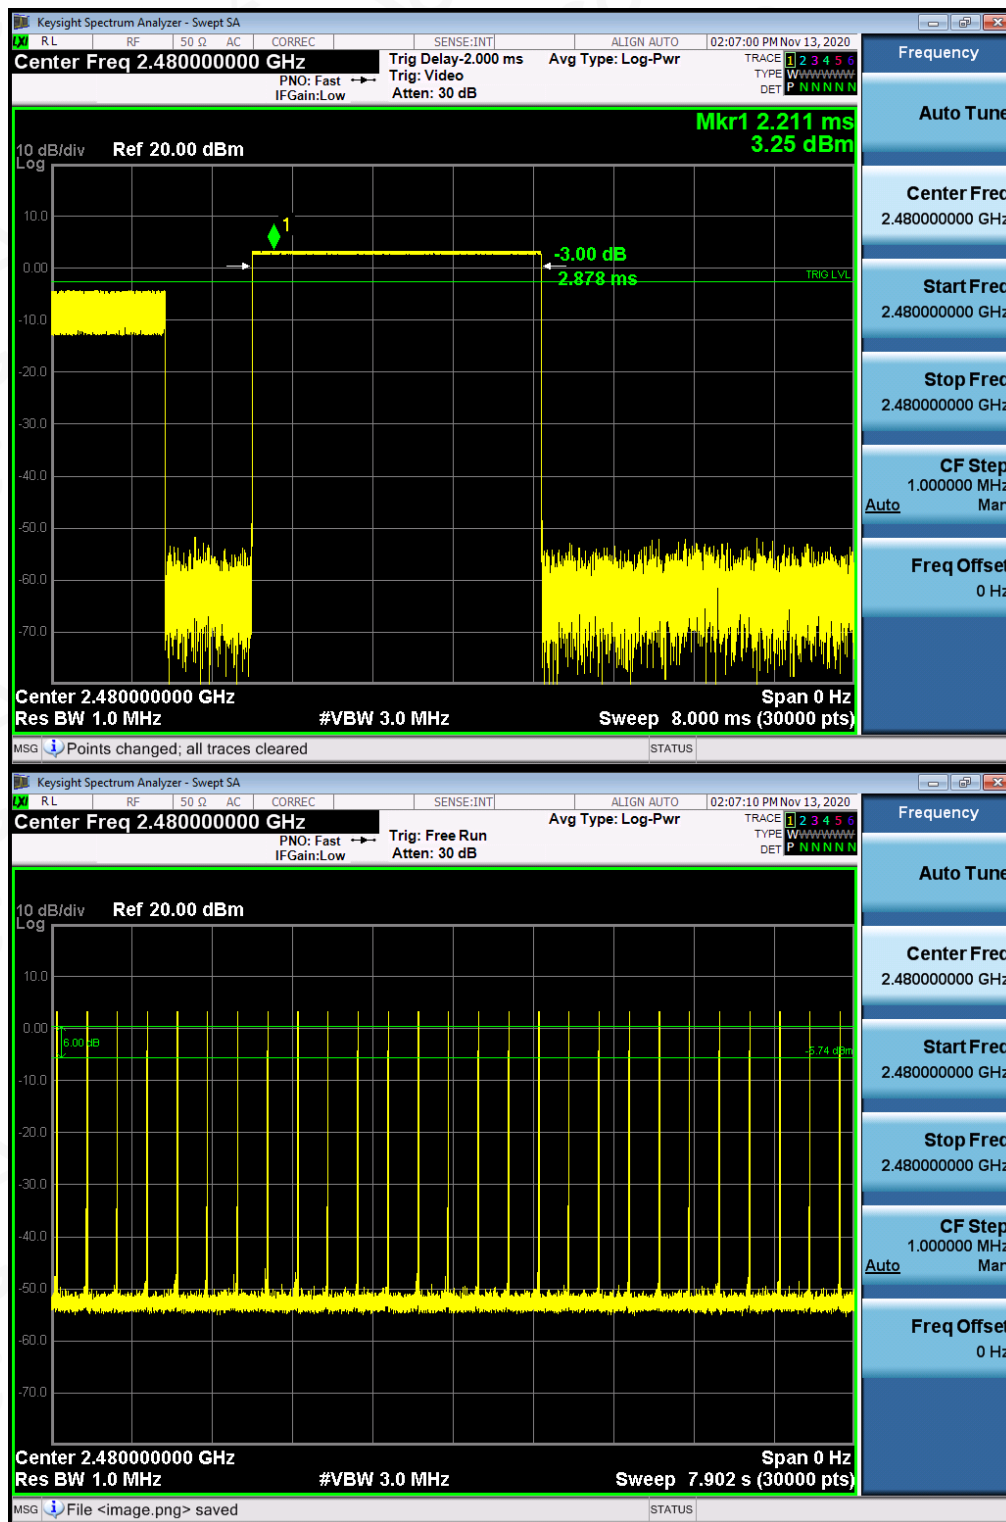 Keysight Spectrum Analyzer - Swept SA
LXI RL RF 50 Ω AC CORREC SENSE:INT ALIGN AUTO 02:07:00 PM Nov 13, 2020
Center Freq 2.480000000 GHz
PNO: Fast
IFGain:Low
Trig Delay-2.000 ms
Trig: Video
Atten: 30 dB
Avg Type: Log-Pwr
TRACE 1 2 3 4 5 6
TYPE WWWWWW
DET P N N N N N
Mkr1 2.211 ms
3.25 dBm
10 dB/div Ref 20.00 dBm
Log
10.0
0.00
-10.0
-20.0
-30.0
-40.0
-50.0
-60.0
-70.0
1
-3.00 dB
2.878 ms
TRIG LVL
Center 2.480000000 GHz Span 0 Hz
Res BW 1.0 MHz #VBW 3.0 MHz Sweep 8.000 ms (30000 pts)
MSG Points changed; all traces cleared STATUS
Frequency
Auto Tune
Center Freq
2.480000000 GHz
Start Freq
2.480000000 GHz
Stop Freq
2.480000000 GHz
CF Step
1.000000 MHz
Auto Man
Freq Offset
0 Hz
Keysight Spectrum Analyzer - Swept SA
LXI RL RF 50 Ω AC CORREC SENSE:INT ALIGN AUTO 02:07:10 PM Nov 13, 2020
Center Freq 2.480000000 GHz
PNO: Fast
IFGain:Low
Trig: Free Run
Atten: 30 dB
Avg Type: Log-Pwr
TRACE 1 2 3 4 5 6
TYPE WWWWWW
DET P N N N N N
10 dB/div Ref 20.00 dBm
Log
10.0
0.00
-10.0
-20.0
-30.0
-40.0
-50.0
-60.0
-70.0
6.00 dB
-5.74 dBm
Center 2.480000000 GHz Span 0 Hz
Res BW 1.0 MHz #VBW 3.0 MHz Sweep 7.902 s (30000 pts)
MSG File <image.png> saved STATUS
Frequency
Auto Tune
Center Freq
2.480000000 GHz
Start Freq
2.480000000 GHz
Stop Freq
2.480000000 GHz
CF Step
1.000000 MHz
Auto Man
Freq Offset
0 Hz